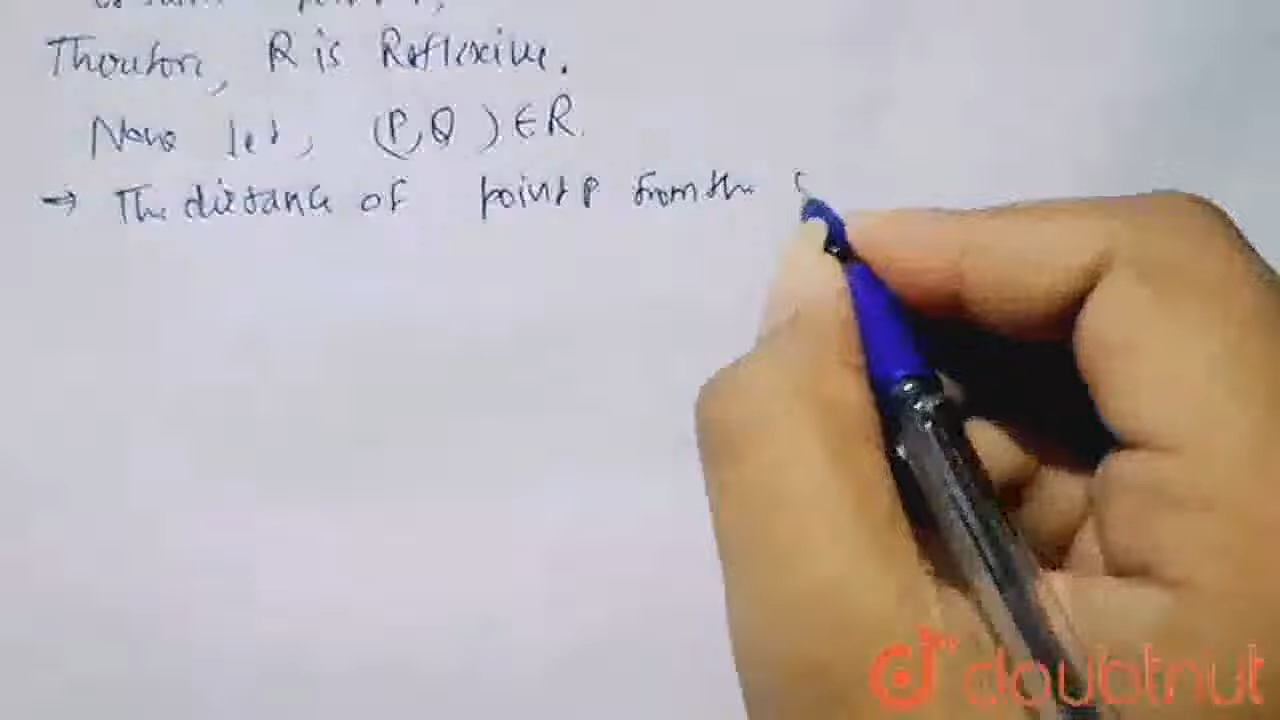 Therefore, R is Reflexive.
Now let, (P,Q) ∈ R.
→ The distance of point P from the
doubtnut